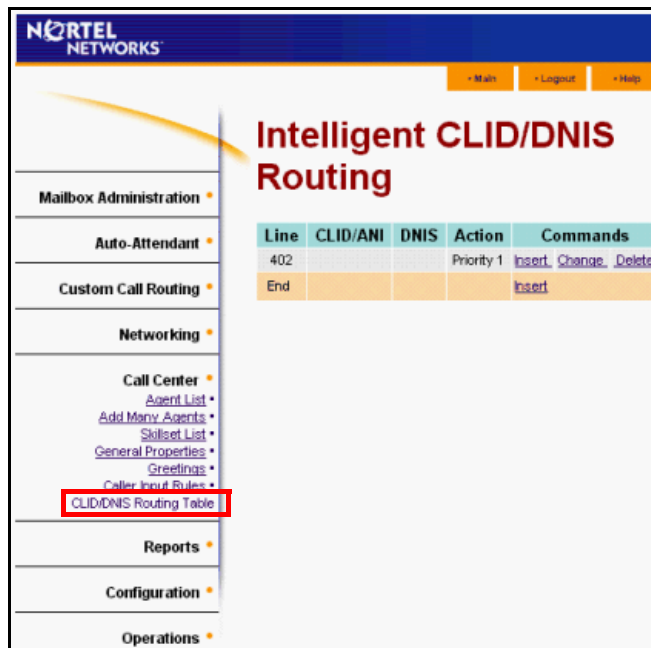 NORTEL
NETWORKS
Main Logout Help
Intelligent CLID/DNIS
Routing
Mailbox Administration
Auto-Attendant
Custom Call Routing
Networking
Call Center
Agent List
Add Many Agents
Skillset List
General Properties
Greetings
Caller Input Rules
CLID/DNIS Routing Table
Reports
Configuration
Operations
Line CLID/ANI DNIS Action Commands
402 Priority 1 Insert Change Delete
End Insert